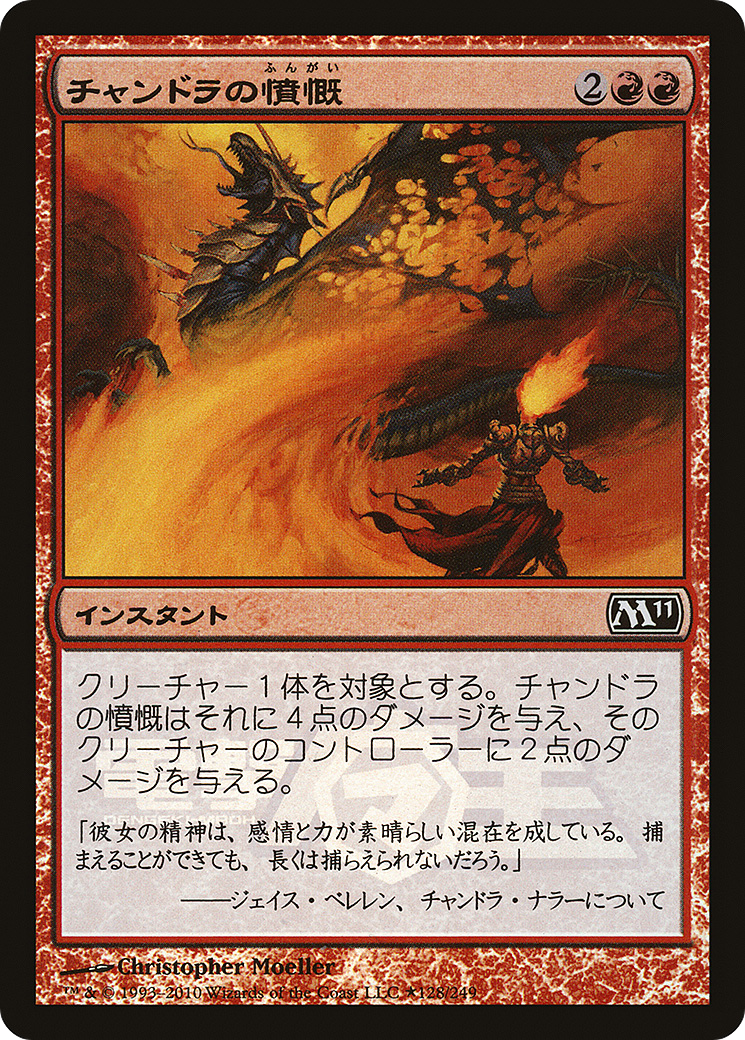 ふんがい
チャンドラの憤慨 2
インスタント M11
クリーチャー1体を対象とする。チャンドラ
の憤慨はそれに4点のダメージを与え、その
クリーチャーのコントローラーに2点のダ
メージを与える。
「彼女の精神は、感情と力が素晴らしい混在を成している。捕
まえることができても、長くは捕らえられないだろう。」
――ジェイス・ベレレン、チャンドラ・ナラーについて
Christopher Moeller
™ & © 1993–2010 Wizards of the Coast LLC ★128/249